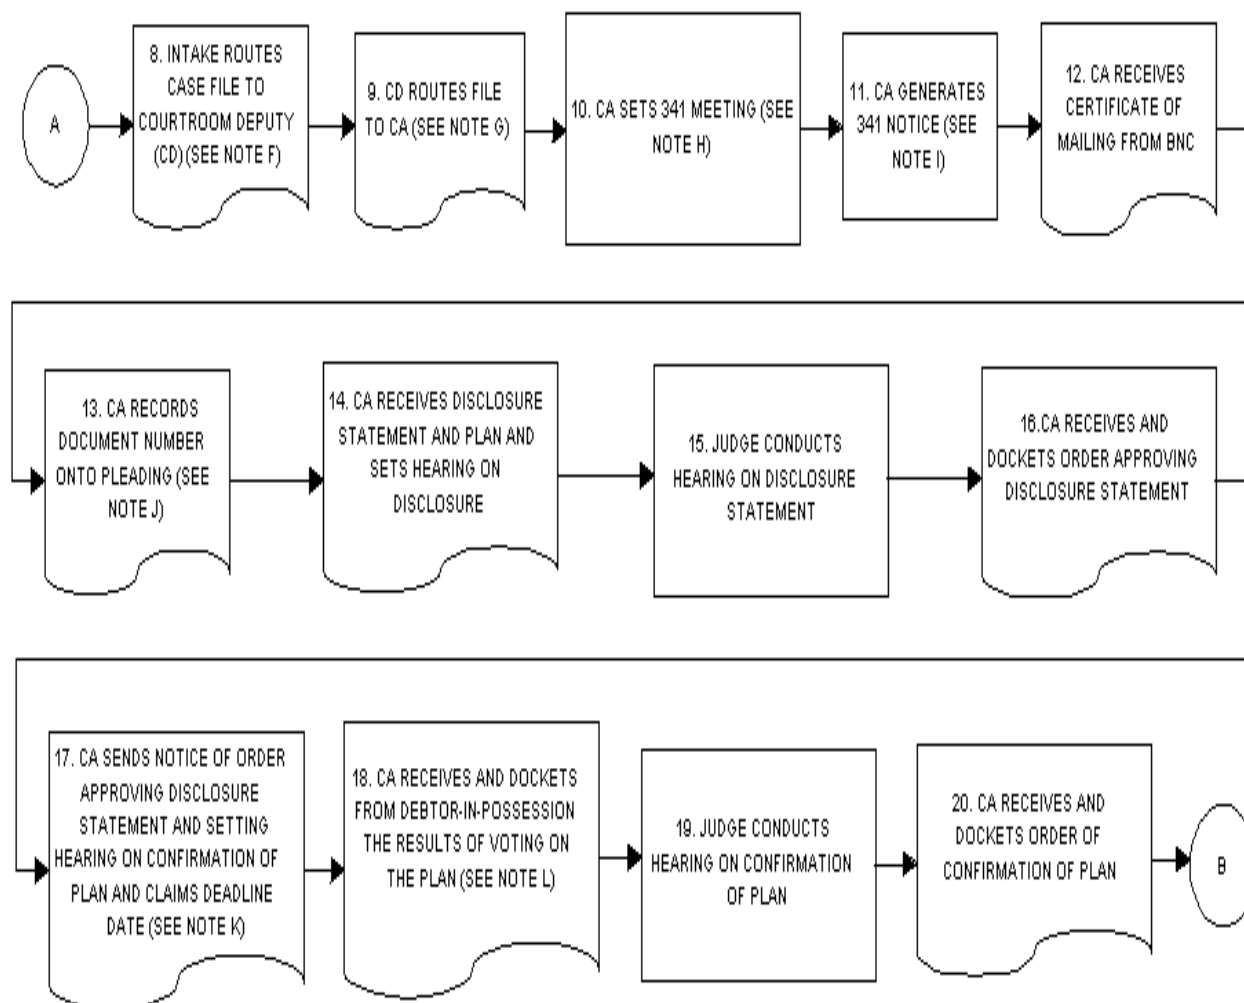 A
8. INTAKE ROUTES
CASE FILE TO
COURTROOM DEPUTY
(CD) (SEE NOTE F)
9. CD ROUTES FILE
TO CA (SEE NOTE G)
10. CA SETS 341 MEETING (SEE
NOTE H)
11. CA GENERATES
341 NOTICE (SEE
NOTE I)
12. CA RECEIVES
CERTIFICATE OF
MAILING FROM BNC
13. CA RECORDS
DOCUMENT NUMBER
ONTO PLEADING (SEE
NOTE J)
14. CA RECEIVES DISCLOSURE
STATEMENT AND PLAN AND
SETS HEARING ON
DISCLOSURE
15. JUDGE CONDUCTS
HEARING ON DISCLOSURE
STATEMENT
16.CA RECEIVES AND
DOCKETS ORDER APPROVING
DISCLOSURE STATEMENT
17. CA SENDS NOTICE OF ORDER
APPROVING DISCLOSURE
STATEMENT AND SETTING
HEARING ON CONFIRMATION OF
PLAN AND CLAIMS DEADLINE
DATE (SEE NOTE K)
18. CA RECEIVES AND DOCKETS
FROM DEBTOR-IN-POSSESSION
THE RESULTS OF VOTING ON
THE PLAN (SEE NOTE L)
19. JUDGE CONDUCTS
HEARING ON CONFIRMATION
OF PLAN
20. CA RECEIVES AND
DOCKETS ORDER OF
CONFIRMATION OF PLAN
B